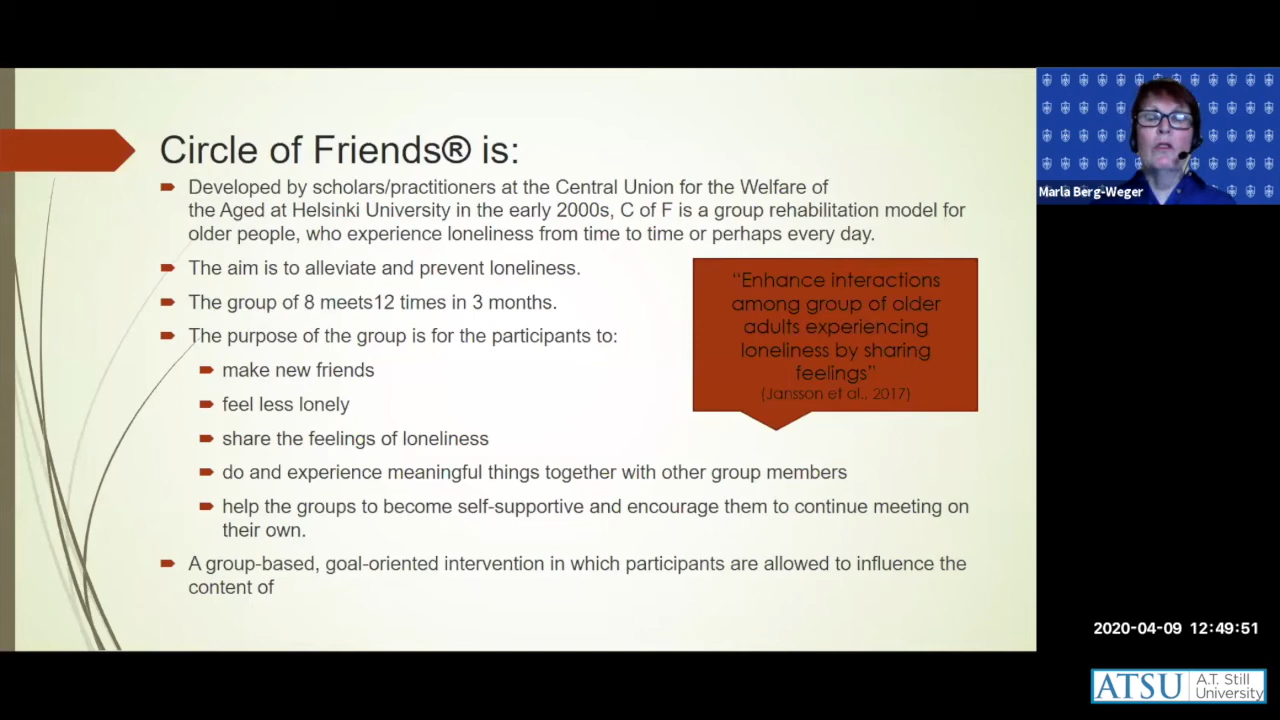 Circle of Friends® is:
Developed by scholars/practitioners at the Central Union for the Welfare of
the Aged at Helsinki University in the early 2000s, C of F is a group rehabilitation model for
older people, who experience loneliness from time to time or perhaps every day.
The aim is to alleviate and prevent loneliness.
The group of 8 meets12 times in 3 months.
The purpose of the group is for the participants to:
make new friends
feel less lonely
share the feelings of loneliness
do and experience meaningful things together with other group members
help the groups to become self-supportive and encourage them to continue meeting on
their own.
A group-based, goal-oriented intervention in which participants are allowed to influence the
content of
“Enhance interactions
among group of older
adults experiencing
loneliness by sharing
feelings”
(Jansson et al., 2017)
Marla Berg-Weger
2020-04-09 12:49:51
ATSU
A.T. Still
University